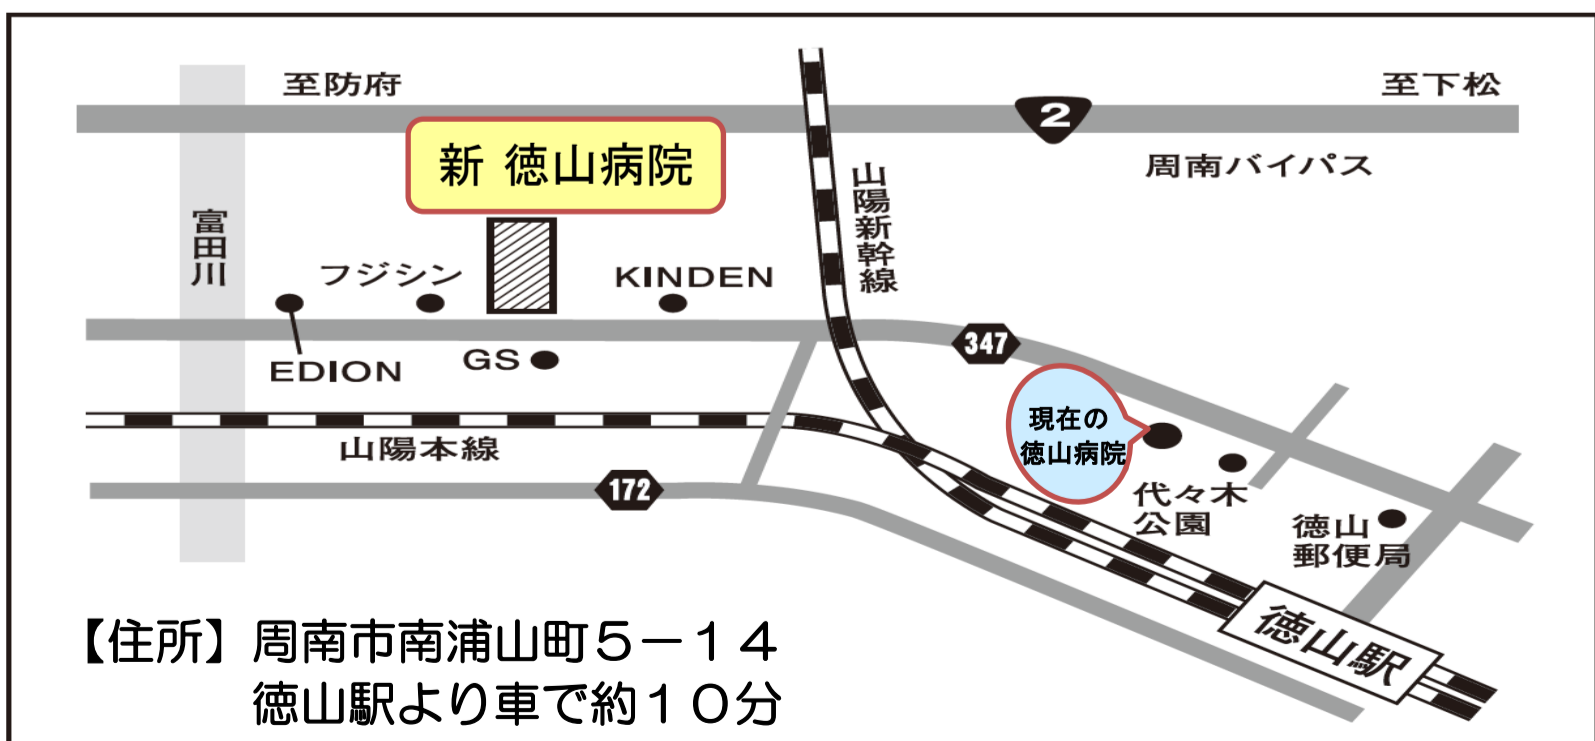 至防府
至下松
2
新 徳山病院
周南バイパス
山陽新幹線
富田川
フジシン
KINDEN
EDION
GS
347
現在の
徳山病院
山陽本線
172
代々木
公園
徳山
郵便局
徳山駅
【住所】周南市南浦山町5-14
徳山駅より車で約10分